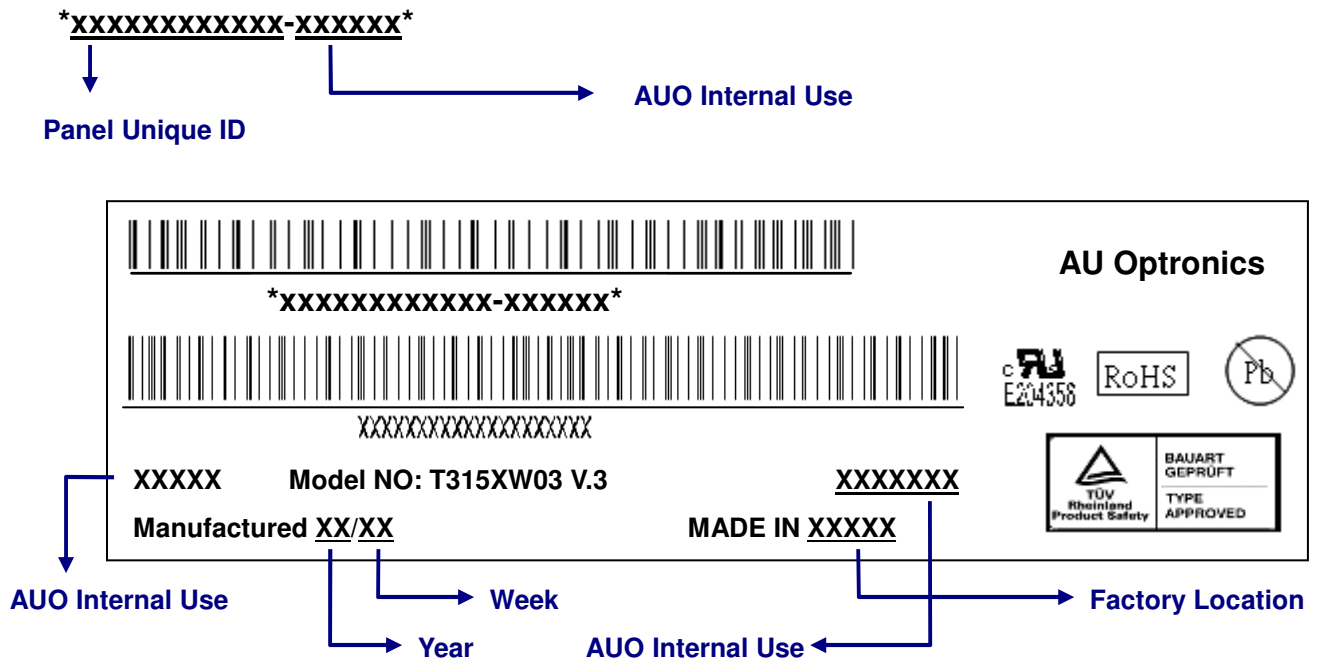 *xxxxxxxxxxxx-xxxxxx*
AUO Internal Use
Panel Unique ID
AU Optronics
*xxxxxxxxxxxx-xxxxxx*
c US
E204356
RoHS
Pb
XXXXXXXXXXXXXXXXXXXX
BAUART
GEPRÜFT
TÜV
Rheinland
Product Safety
TYPE
APPROVED
XXXXX Model NO: T315XW03 V.3 XXXXXXX
Manufactured XX/XX MADE IN XXXXX
AUO Internal Use
Week
Factory Location
Year
AUO Internal Use